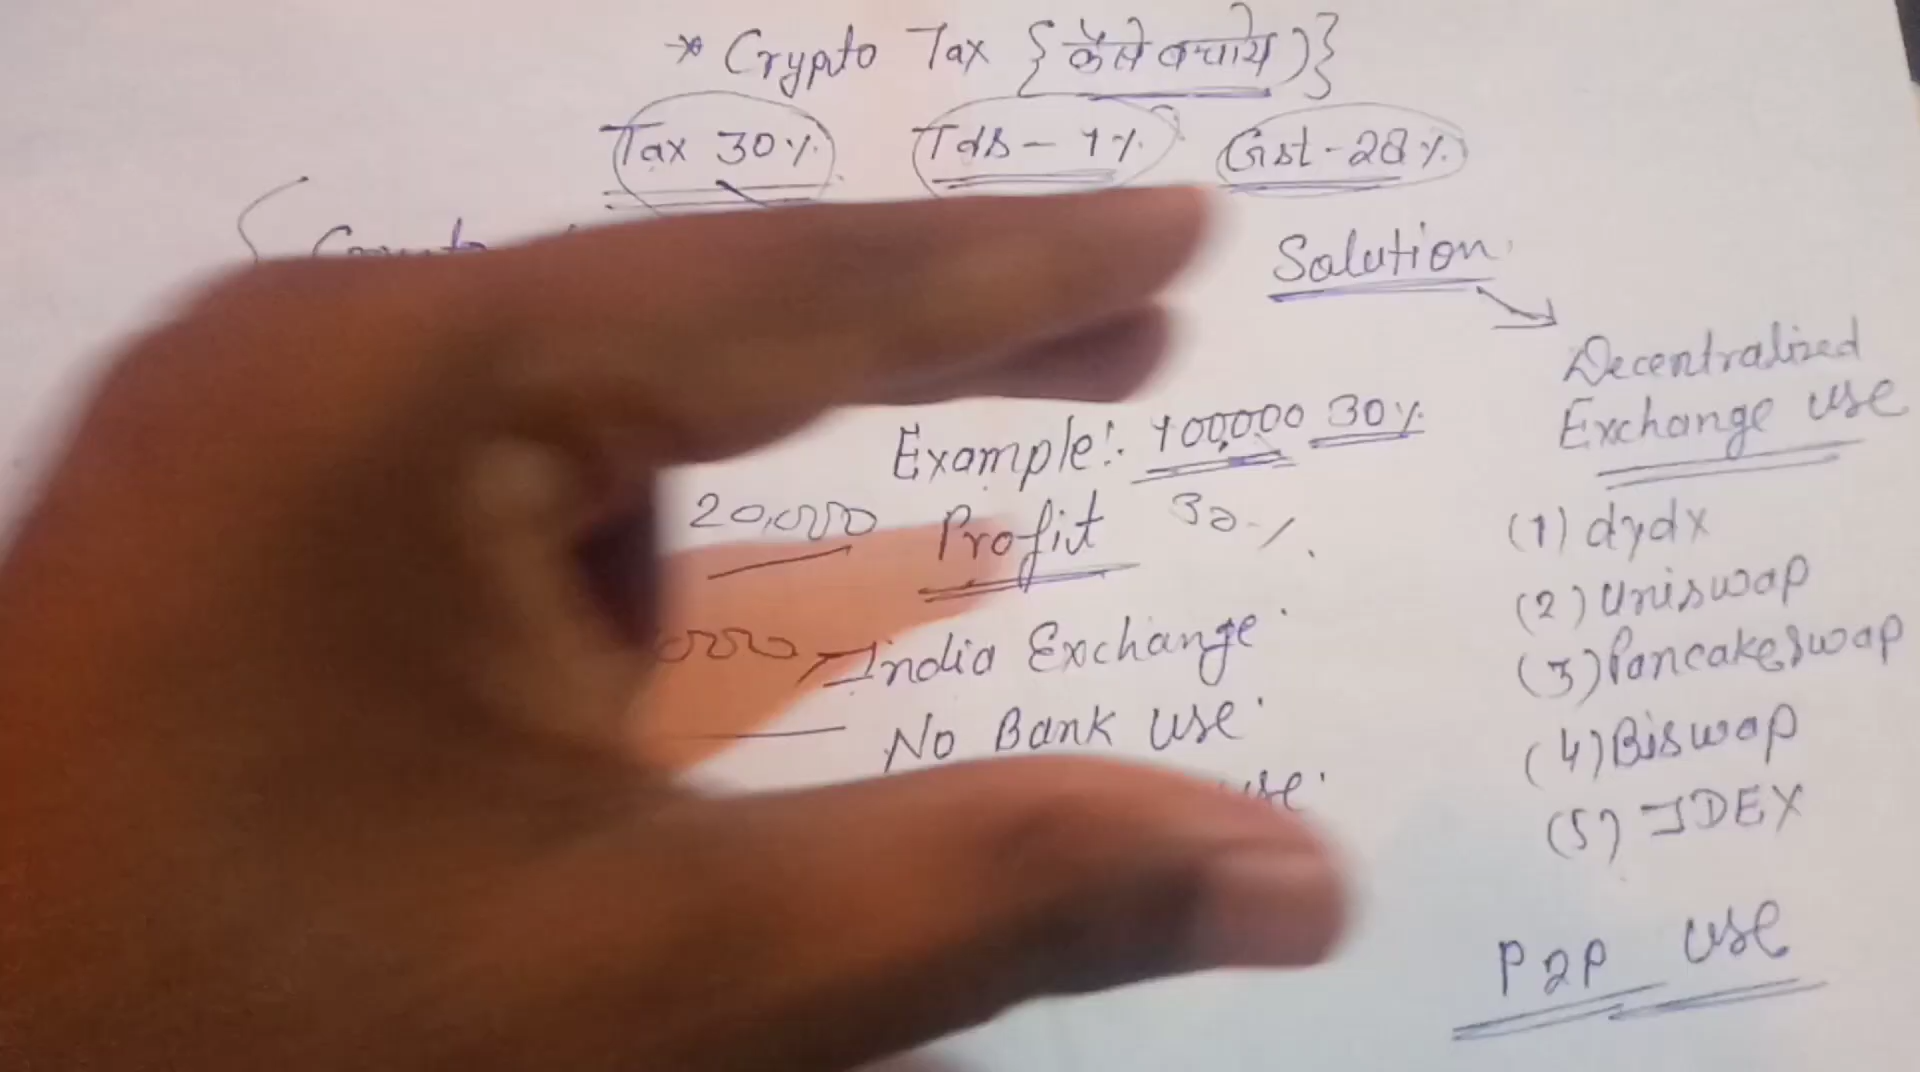 * Crypto Tax {कैसे बचाये)}
Tax 30% Tds - 1% Gst - 28%
Solution
Decentralized
Exchange use
Example:- 100,000 30%
20,000 Profit 30%
India Exchange
No Bank use
use
(1) dydx
(2) Uniswap
(3) Pancakeswap
(4) Biswap
(5) IDEX
P2P use